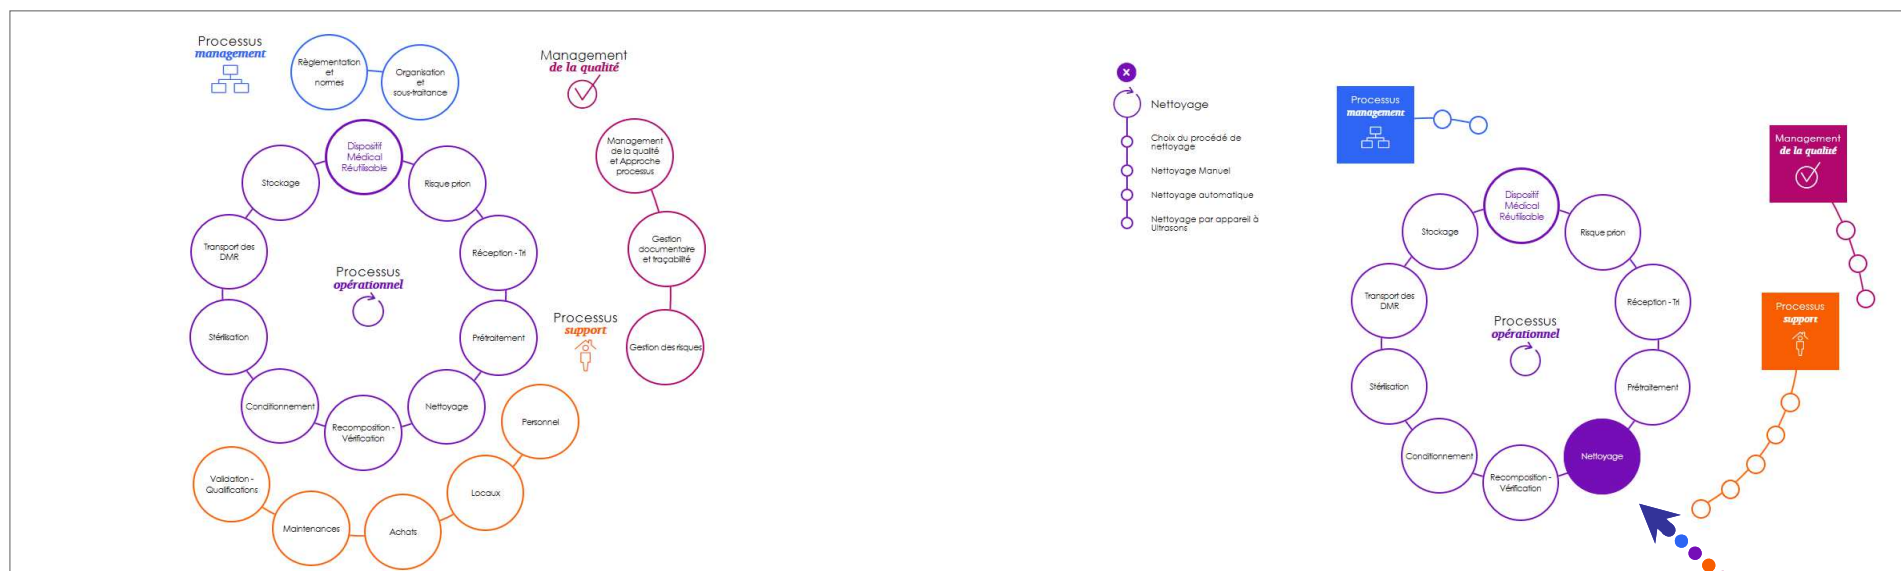 Processus
management
Règlementation
et
normes
Organisation
et
sous-traitance
Management
de la qualité
Dispositif
Médical
Réutilisable
Stockage
Risque prion
Transport des
DMR
Réception - Tri
Processus
opérationnel
Stérilisation
Prétraitement
Conditionnement
Recomposition -
Vérification
Nettoyage
Management
de la qualité
et Approche
processus
Gestion
documentaire
et traçabilité
Gestion des risques
Processus
support
Personnel
Locaux
Achats
Maintenances
Validation -
Qualifications
x
Nettoyage
Choix du procédé de
nettoyage
Nettoyage Manuel
Nettoyage automatique
Nettoyage par appareil à
Ultrasons
Processus
management
Management
de la qualité
Processus
support
Dispositif
Médical
Réutilisable
Stockage
Risque prion
Transport des
DMR
Réception - Tri
Processus
opérationnel
Stérilisation
Prétraitement
Conditionnement
Recomposition -
Vérification
Nettoyage